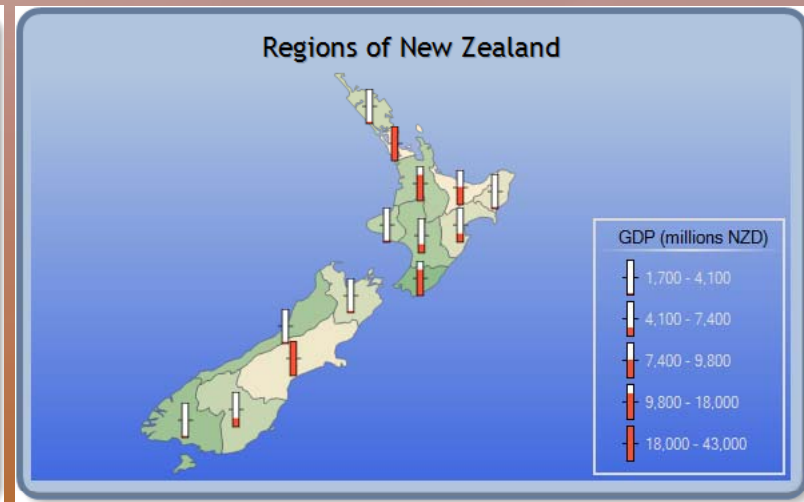 Regions of New Zealand
GDP (millions NZD)
1,700 - 4,100
4,100 - 7,400
7,400 - 9,800
9,800 - 18,000
18,000 - 43,000